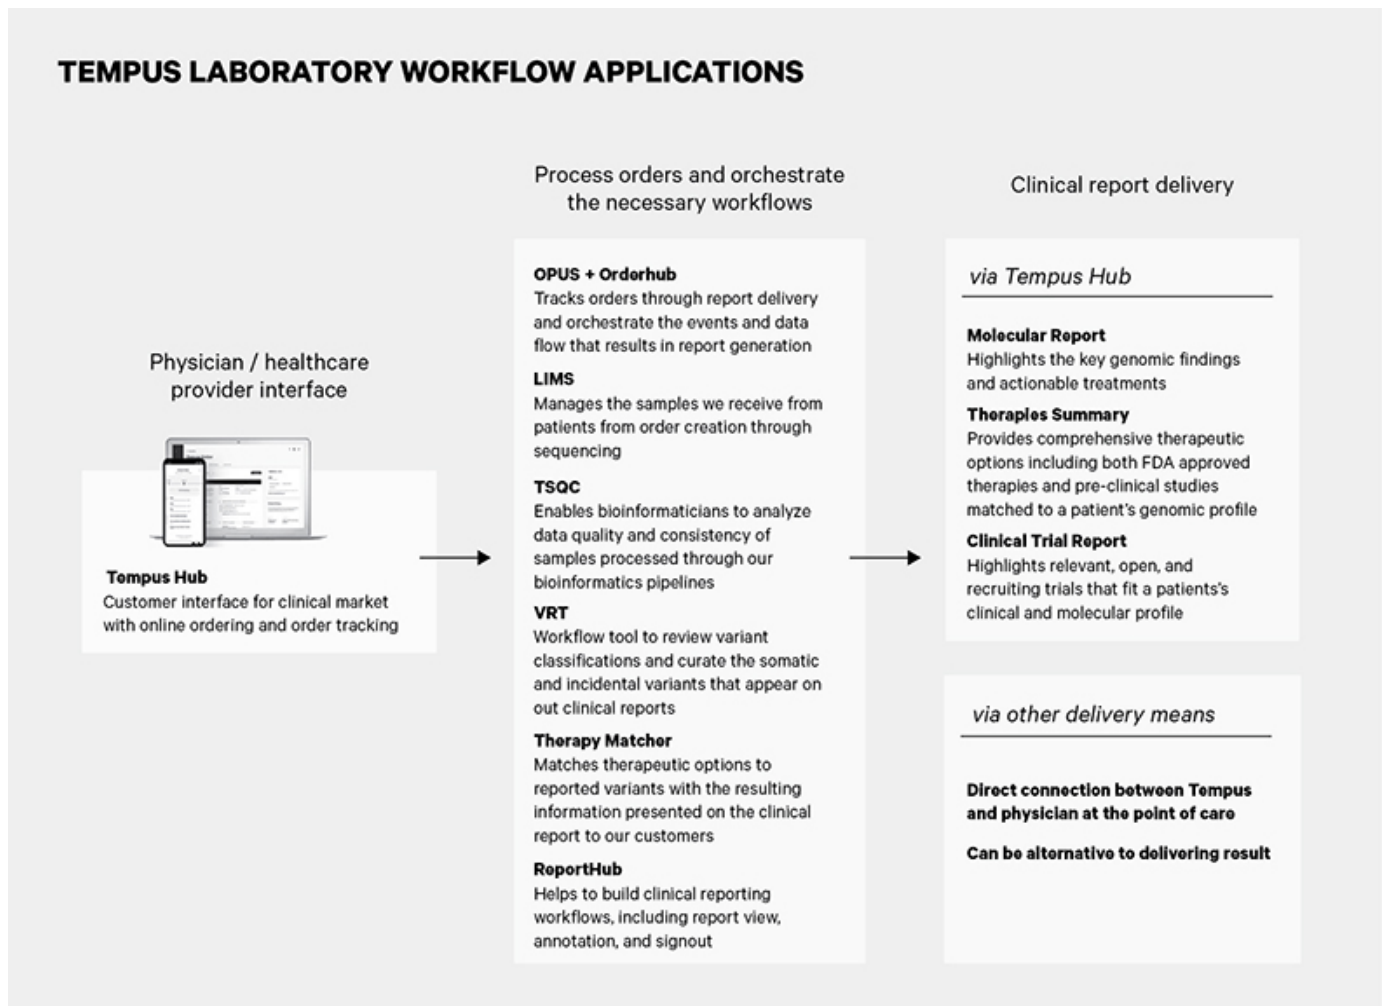 TEMPUS LABORATORY WORKFLOW APPLICATIONS
Physician / healthcare
provider interface
Tempus Hub
Customer interface for clinical market
with online ordering and order tracking
Process orders and orchestrate
the necessary workflows
OPUS + Orderhub
Tracks orders through report delivery
and orchestrate the events and data
flow that results in report generation
LIMS
Manages the samples we receive from
patients from order creation through
sequencing
TSQC
Enables bioinformaticians to analyze
data quality and consistency of
samples processed through our
bioinformatics pipelines
VRT
Workflow tool to review variant
classifications and curate the somatic
and incidental variants that appear on
out clinical reports
Therapy Matcher
Matches therapeutic options to
reported variants with the resulting
information presented on the clinical
report to our customers
ReportHub
Helps to build clinical reporting
workflows, including report view,
annotation, and signout
Clinical report delivery
via Tempus Hub
Molecular Report
Highlights the key genomic findings
and actionable treatments
Therapies Summary
Provides comprehensive therapeutic
options including both FDA approved
therapies and pre-clinical studies
matched to a patient's genomic profile
Clinical Trial Report
Highlights relevant, open, and
recruiting trials that fit a patients's
clinical and molecular profile
via other delivery means
Direct connection between Tempus
and physician at the point of care
Can be alternative to delivering result